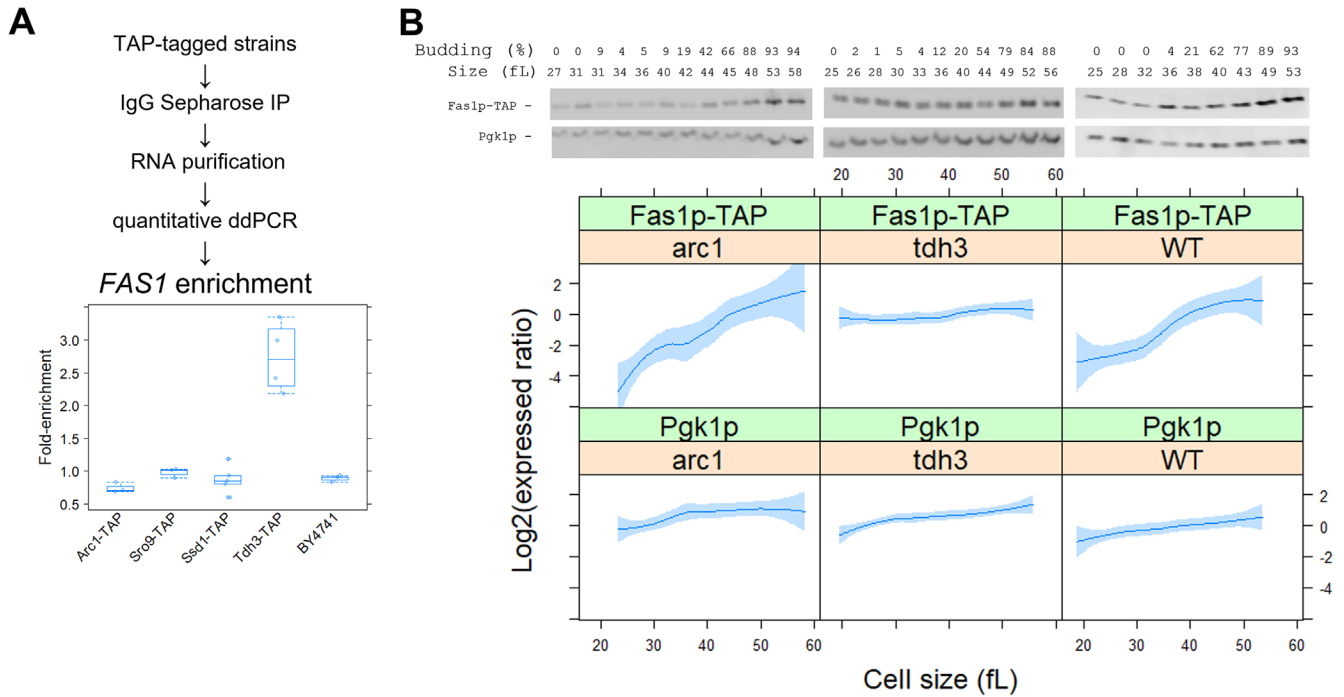 A
TAP-tagged strains
IgG Sepharose IP
RNA purification
quantitative ddPCR
FAS1 enrichment
Fold-enrichment
3.0
2.5
2.0
1.5
1.0
0.5
Arc1-TAP
Sro9-TAP
Ssd1-TAP
Tdh3-TAP
BY4741
B
Budding (%) 0 0 9 4 5 9 19 42 66 88 93 94 0 2 1 5 4 12 20 54 79 84 88 0 0 0 4 21 62 77 89 93
Size (fL) 27 31 31 34 36 40 42 44 45 48 53 58 25 26 28 30 33 36 40 44 49 52 56 25 28 32 36 38 40 43 49 53
Fas1p-TAP -
Pgk1p -
20 30 40 50 60
Fas1p-TAP Fas1p-TAP Fas1p-TAP
arc1 tdh3 WT
2
0
-2
-4
Pgk1p Pgk1p Pgk1p
arc1 tdh3 WT
2
0
-2
-4
Log2(expressed ratio)
20 30 40 50 60 20 30 40 50 60
Cell size (fL)